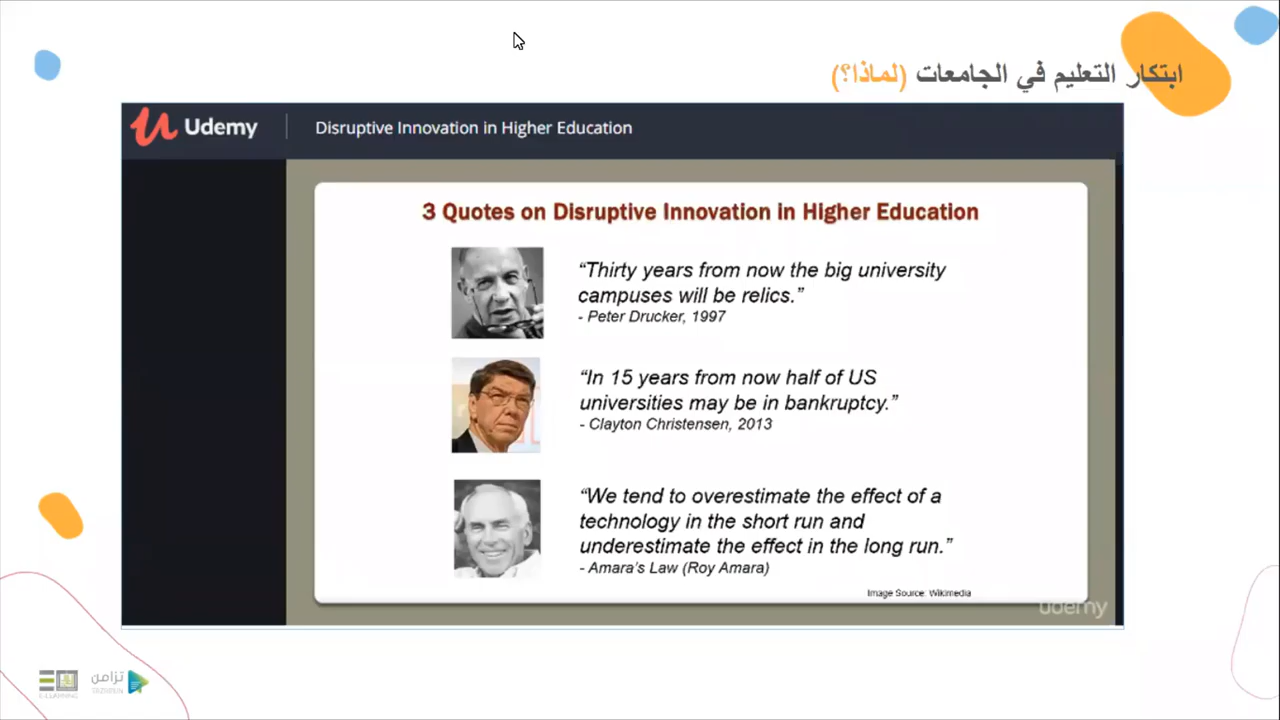 ابتكار التعليم في الجامعات (لماذا؟)
Udemy
Disruptive Innovation in Higher Education
3 Quotes on Disruptive Innovation in Higher Education
“Thirty years from now the big university
campuses will be relics.”
- Peter Drucker, 1997
“In 15 years from now half of US
universities may be in bankruptcy.”
- Clayton Christensen, 2013
“We tend to overestimate the effect of a
technology in the short run and
underestimate the effect in the long run.”
- Amara’s Law (Roy Amara)
Image Source: Wikimedia
udemy
تزامن
E-LEARNING